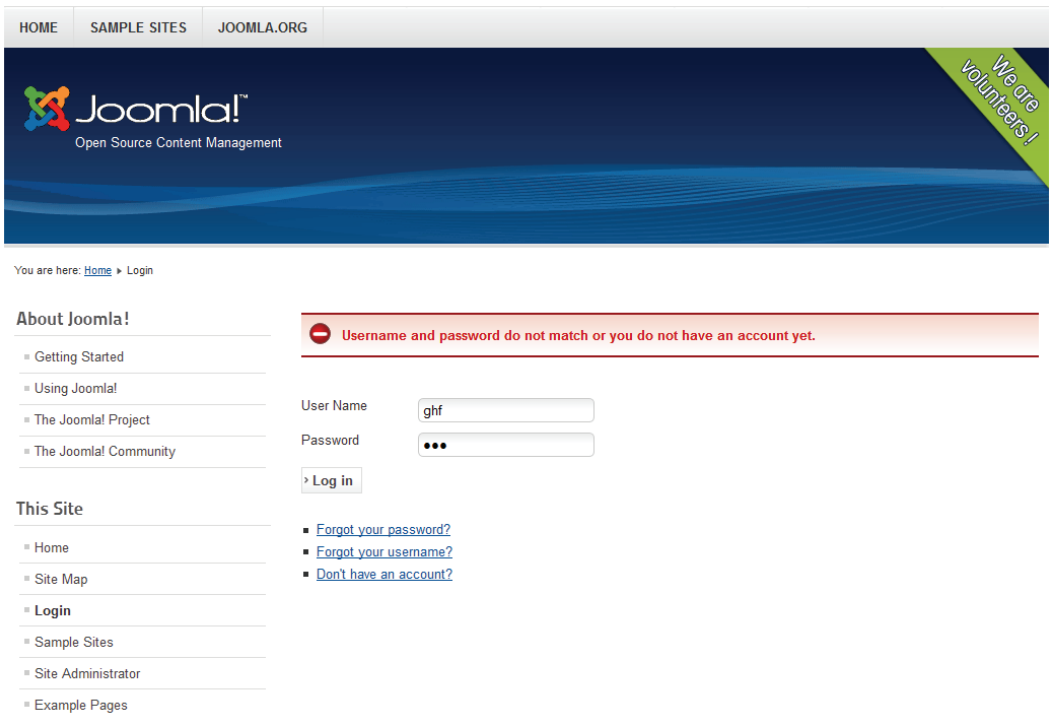 HOME SAMPLE SITES JOOMLA.ORG
Joomla!™
Open Source Content Management
We are
volunteers!
You are here: Home ▸ Login
About Joomla!
Getting Started
Using Joomla!
The Joomla! Project
The Joomla! Community
This Site
Home
Site Map
Login
Sample Sites
Site Administrator
Example Pages
Username and password do not match or you do not have an account yet.
User Name ghf
Password •••
› Log in
Forgot your password?
Forgot your username?
Don't have an account?